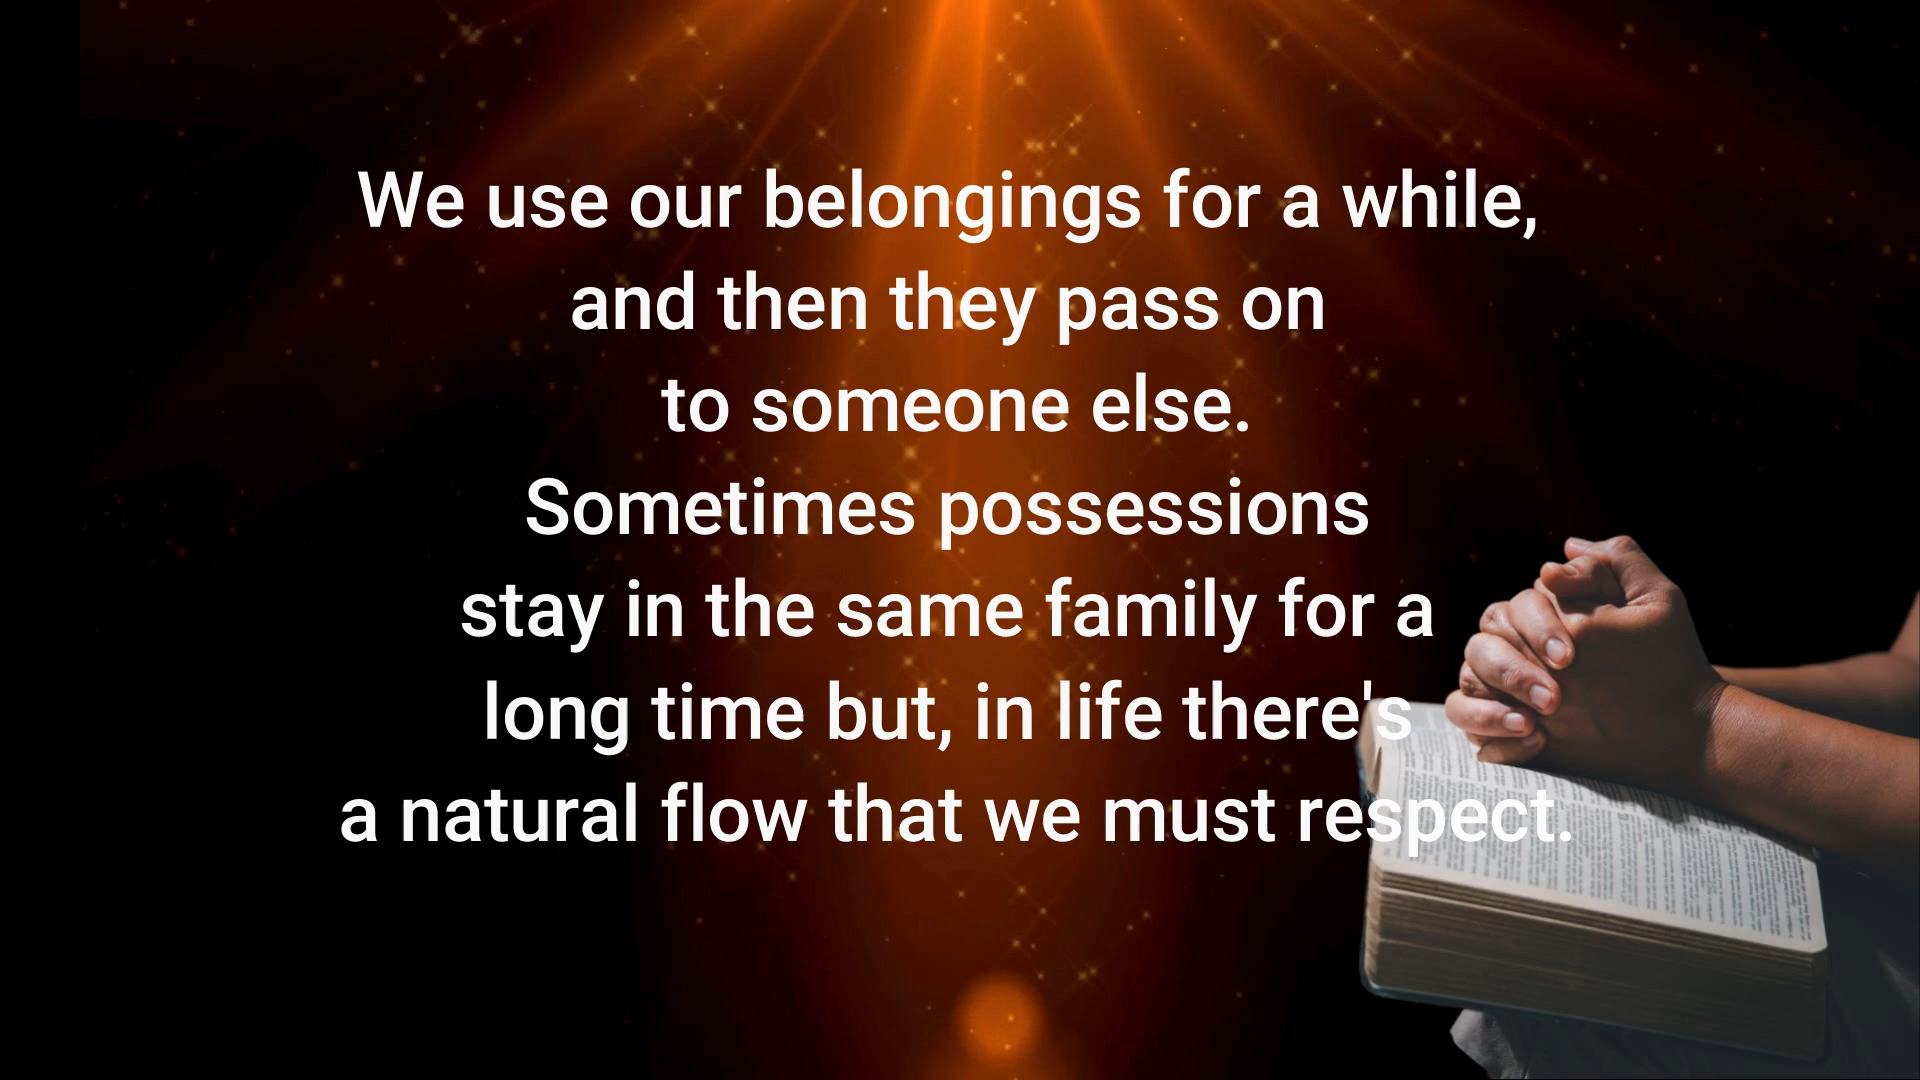 We use our belongings for a while,
and then they pass on
to someone else.
Sometimes possessions
stay in the same family for a
long time but, in life there's
a natural flow that we must respect.